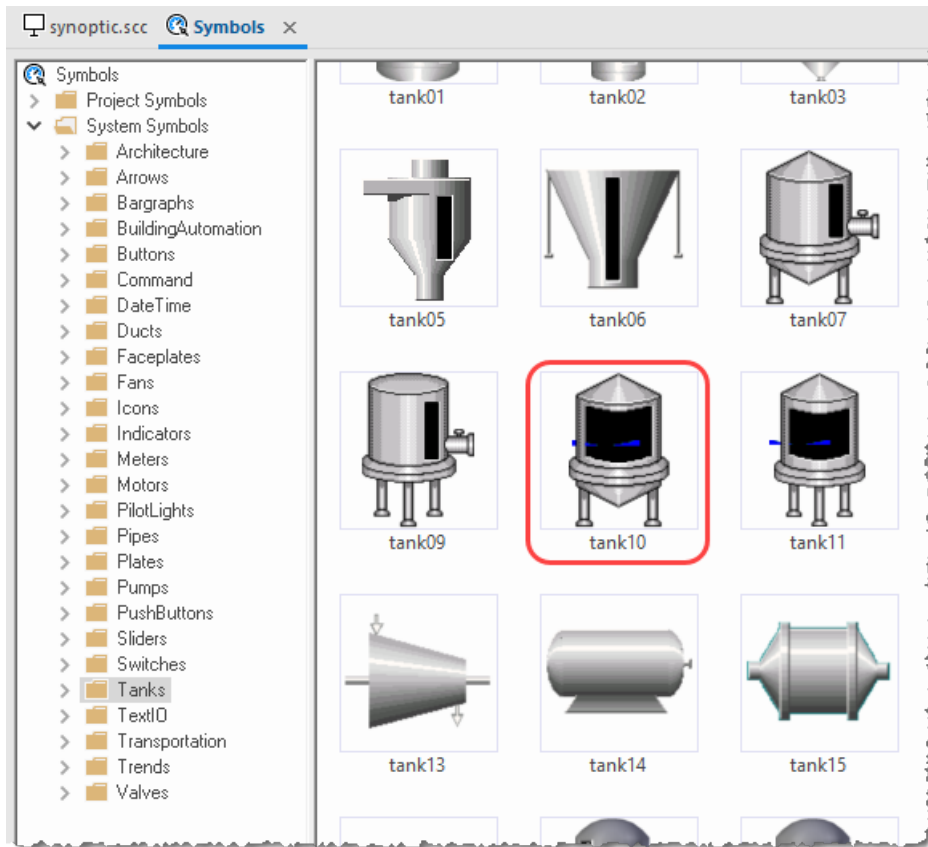 synoptic.scc Symbols ×
Symbols
Project Symbols
System Symbols
Architecture
Arrows
Bargraphs
BuildingAutomation
Buttons
Command
DateTime
Ducts
Faceplates
Fans
Icons
Indicators
Meters
Motors
PilotLights
Pipes
Plates
Pumps
PushButtons
Sliders
Switches
Tanks
TextIO
Transportation
Trends
Valves
tank01 tank02 tank03
tank05 tank06 tank07
tank09 tank10 tank11
tank13 tank14 tank15